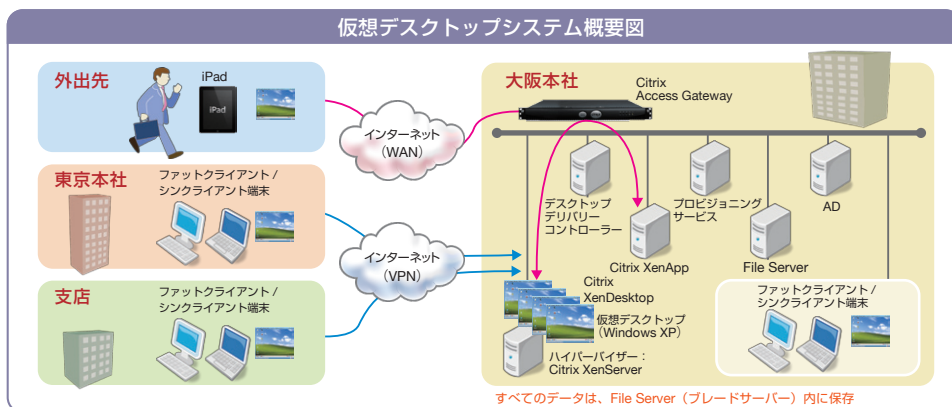 仮想デスクトップシステム概要図
外出先
iPad
iPad
インターネット
（WAN）
東京本社
ファットクライアント /
シンクライアント端末
インターネット
（VPN）
支店
ファットクライアント /
シンクライアント端末
大阪本社
Citrix
Access Gateway
デスクトップ
デリバリー
コントローラー
プロビジョニング
サービス
AD
Citrix XenApp
File Server
Citrix
XenDesktop
仮想デスクトップ
（Windows XP）
ハイパーバイザー：
Citrix XenServer
ファットクライアント /
シンクライアント端末
すべてのデータは、File Server（ブレードサーバー）内に保存